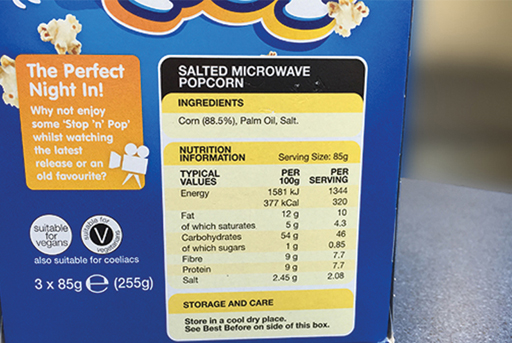 The Perfect
Night In!
Why not enjoy
some 'Stop 'n' Pop'
whilst watching
the latest
release or an
old favourite?
suitable
for
vegans
suitable for
V
vegetarians
also suitable for coeliacs
3 x 85g e (255g)
SALTED MICROWAVE
POPCORN
INGREDIENTS
Corn (88.5%), Palm Oil, Salt.
NUTRITION
INFORMATION Serving Size: 85g
TYPICAL PER PER
VALUES 100g SERVING
Energy 1581 kJ 1344
377 kCal 320
Fat 12 g 10
of which saturates 5 g 4.3
Carbohydrates 54 g 46
of which sugars 1 g 0.85
Fibre 9 g 7.7
Protein 9 g 7.7
Salt 2.45 g 2.08
STORAGE AND CARE
Store in a cool dry place.
See Best Before on side of this box.